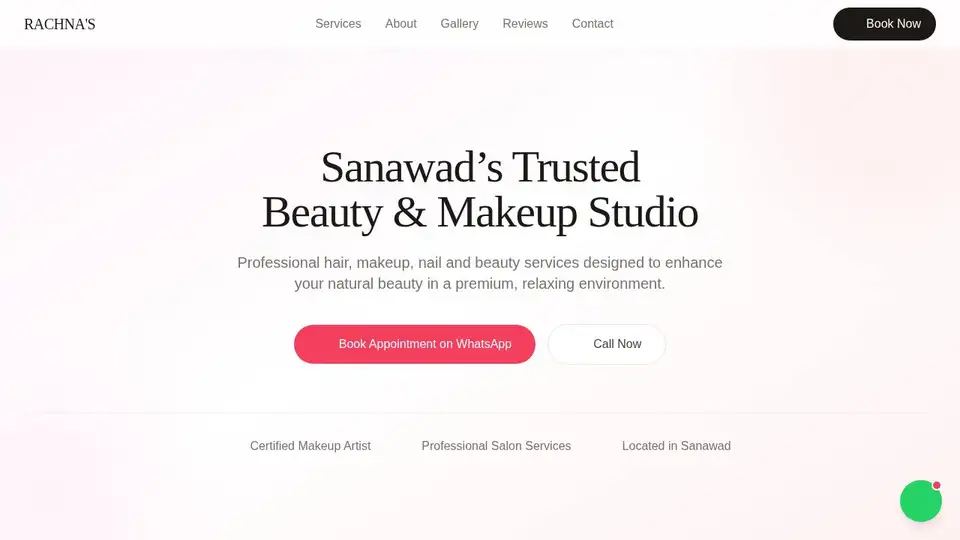 RACHNA'S
Services
About
Gallery
Reviews
Contact
Book Now
Sanawad’s Trusted
Beauty & Makeup Studio
Professional hair, makeup, nail and beauty services designed to enhance
your natural beauty in a premium, relaxing environment.
Book Appointment on WhatsApp
Call Now
Certified Makeup Artist
Professional Salon Services
Located in Sanawad